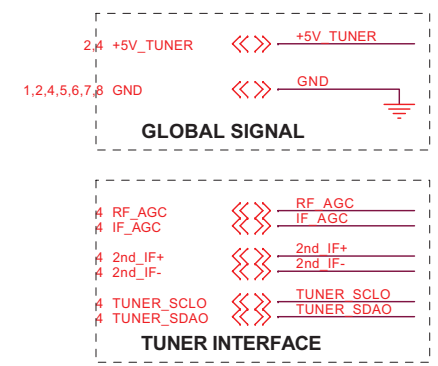 2,4 +5V_TUNER +5V_TUNER
1,2,4,5,6,7,8 GND GND
GLOBAL SIGNAL
4 RF_AGC RF_AGC
4 IF_AGC IF_AGC
4 2nd_IF+ 2nd_IF+
4 2nd_IF- 2nd_IF-
4 TUNER_SCLO TUNER_SCLO
4 TUNER_SDAO TUNER_SDAO
TUNER INTERFACE